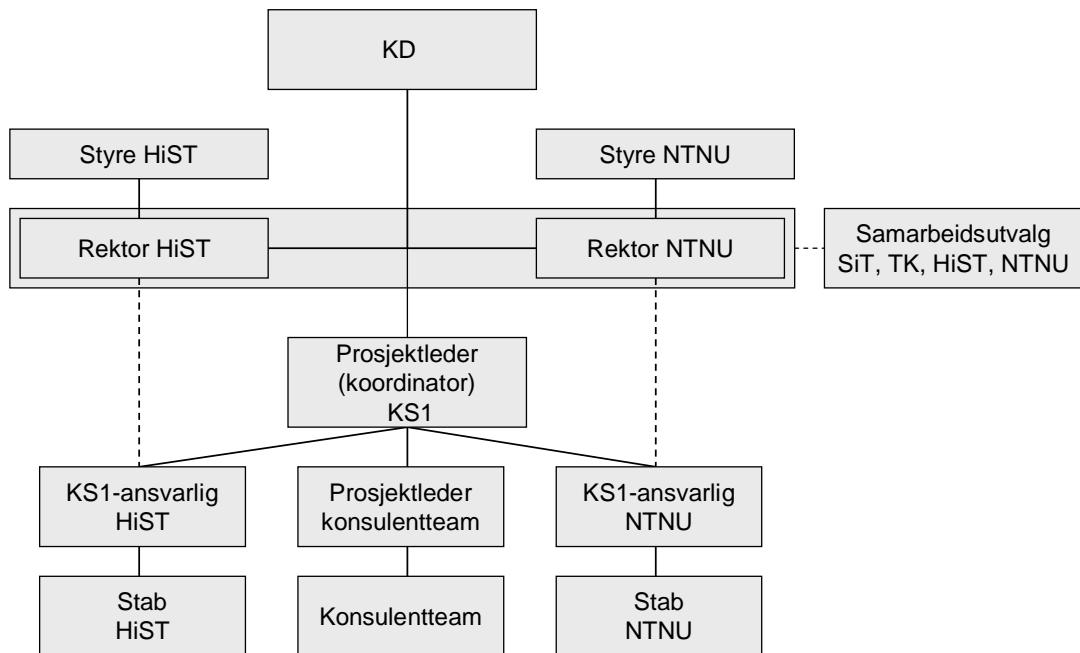 KD
Styre HiST
Styre NTNU
Rektor HiST
Rektor NTNU
Samarbeidsutvalg
SiT, TK, HiST, NTNU
Prosjektleder
(koordinator)
KS1
KS1-ansvarlig
HiST
Prosjektleder
konsulentteam
KS1-ansvarlig
NTNU
Stab
HiST
Konsulentteam
Stab
NTNU